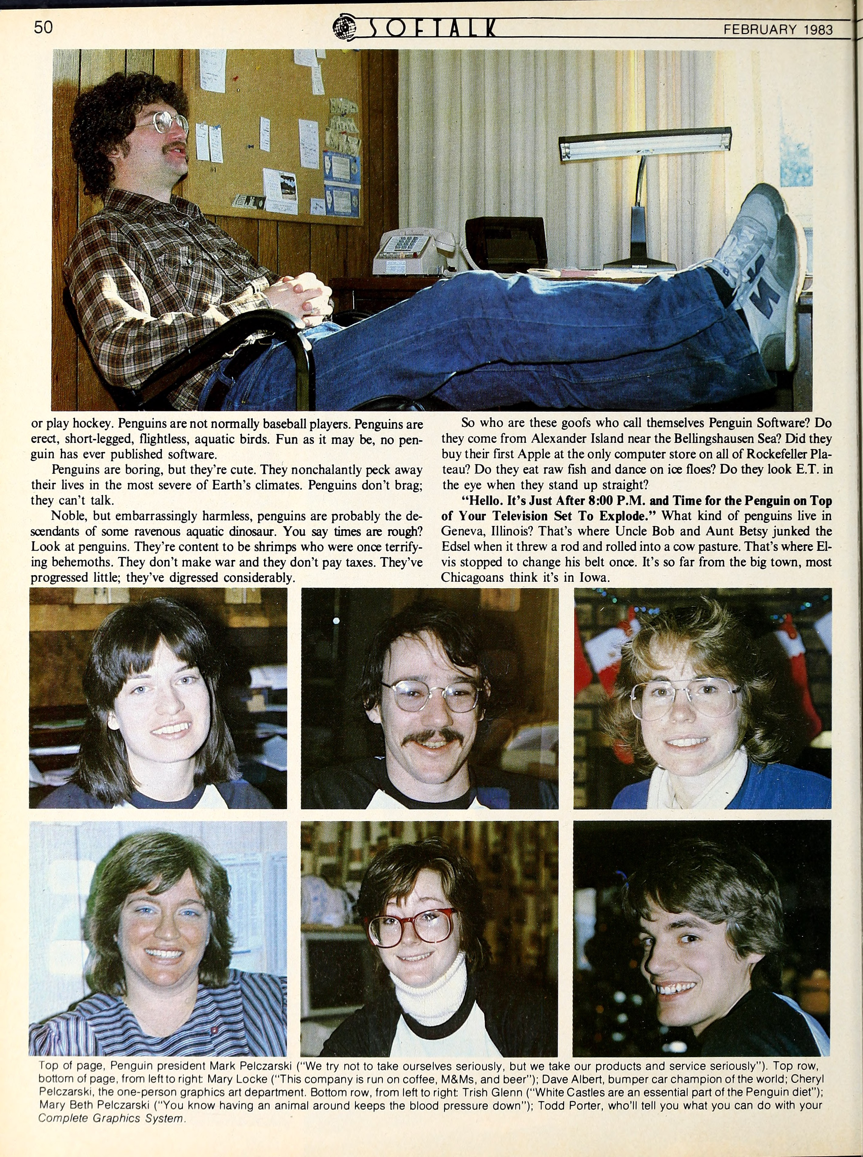 50
SOFTALK
FEBRUARY 1983
or play hockey. Penguins are not normally baseball players. Penguins are
erect, short-legged, flightless, aquatic birds. Fun as it may be, no pen-
guin has ever published software.
Penguins are boring, but they're cute. They nonchalantly peck away
their lives in the most severe of Earth's climates. Penguins don't brag;
they can't talk.
Noble, but embarrassingly harmless, penguins are probably the de-
scendants of some ravenous aquatic dinosaur. You say times are rough?
Look at penguins. They're content to be shrimps who were once terrify-
ing behemoths. They don't make war and they don't pay taxes. They've
progressed little; they've digressed considerably.
So who are these goofs who call themselves Penguin Software? Do
they come from Alexander Island near the Bellingshausen Sea? Did they
buy their first Apple at the only computer store on all of Rockefeller Pla-
teau? Do they eat raw fish and dance on ice floes? Do they look E.T. in
the eye when they stand up straight?
"Hello. It's Just After 8:00 P.M. and Time for the Penguin on Top
of Your Television Set To Explode." What kind of penguins live in
Geneva, Illinois? That's where Uncle Bob and Aunt Betsy junked the
Edsel when it threw a rod and rolled into a cow pasture. That's where El-
vis stopped to change his belt once. It's so far from the big town, most
Chicagoans think it's in Iowa.
Top of page, Penguin president Mark Pelczarski ("We try not to take ourselves seriously, but we take our products and service seriously"). Top row,
bottom of page, from left to right: Mary Locke ("This company is run on coffee, M&Ms, and beer"); Dave Albert, bumper car champion of the world; Cheryl
Pelczarski, the one-person graphics art department. Bottom row, from left to right: Trish Glenn ("White Castles are an essential part of the Penguin diet");
Mary Beth Pelczarski ("You know having an animal around keeps the blood pressure down"); Todd Porter, who'll tell you what you can do with your
Complete Graphics System.